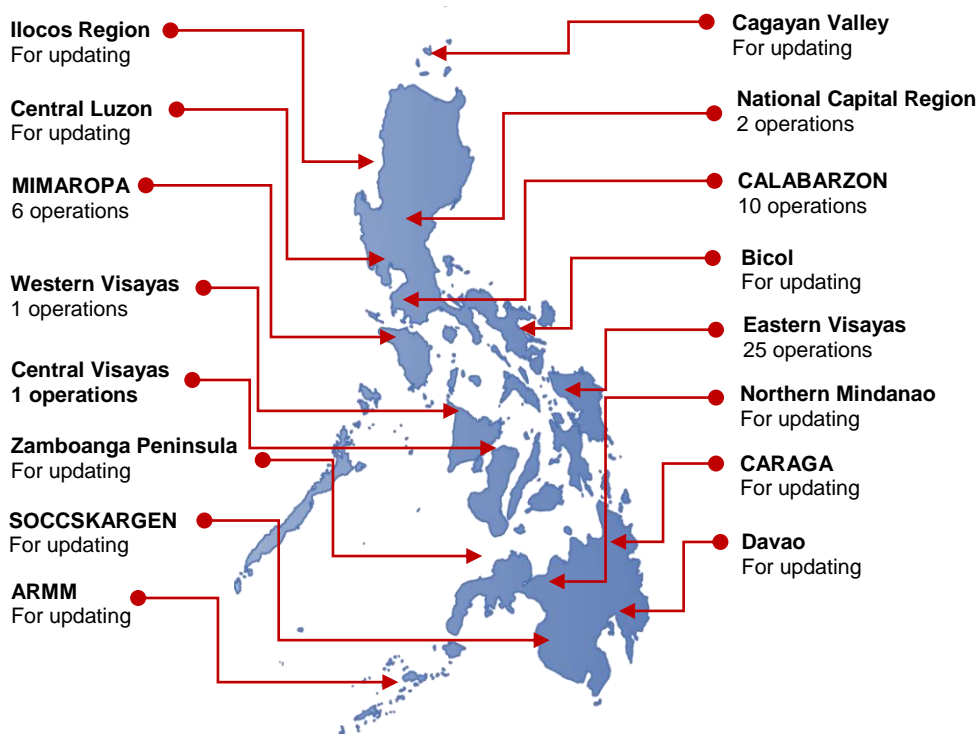 Ilocos Region
For updating
Central Luzon
For updating
MIMAROPA
6 operations
Western Visayas
1 operations
Central Visayas
1 operations
Zamboanga Peninsula
For updating
SOCCSKARGEN
For updating
ARMM
For updating
Cagayan Valley
For updating
National Capital Region
2 operations
CALABARZON
10 operations
Bicol
For updating
Eastern Visayas
25 operations
Northern Mindanao
For updating
CARAGA
For updating
Davao
For updating